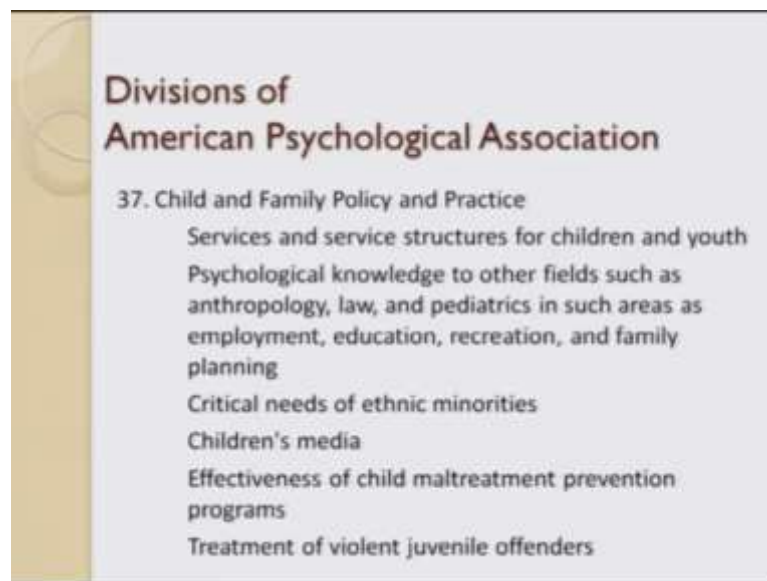 Divisions of
American Psychological Association
37. Child and Family Policy and Practice
Services and service structures for children and youth
Psychological knowledge to other fields such as
anthropology, law, and pediatrics in such areas as
employment, education, recreation, and family
planning
Critical needs of ethnic minorities
Children's media
Effectiveness of child maltreatment prevention
programs
Treatment of violent juvenile offenders